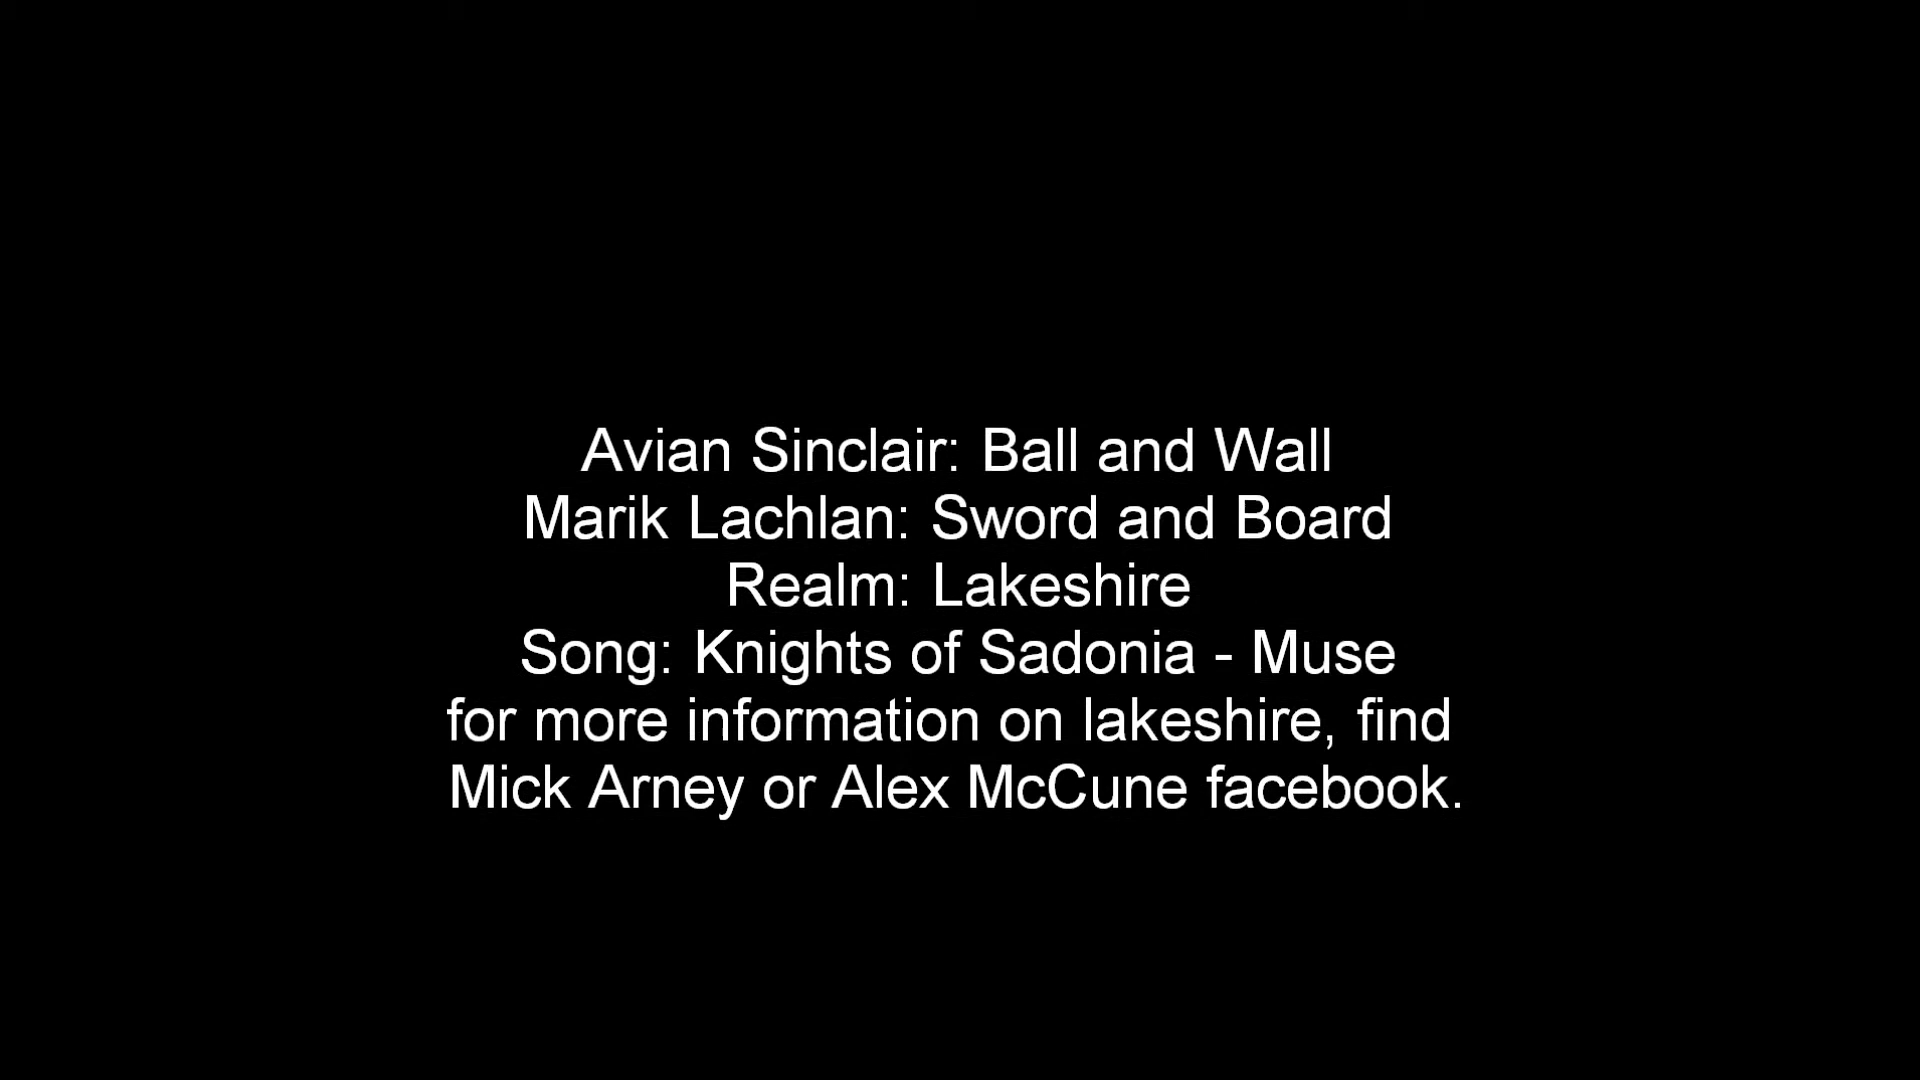 Avian Sinclair: Ball and Wall
Marik Lachlan: Sword and Board
Realm: Lakeshire
Song: Knights of Sadonia - Muse
for more information on lakeshire, find
Mick Arney or Alex McCune facebook.